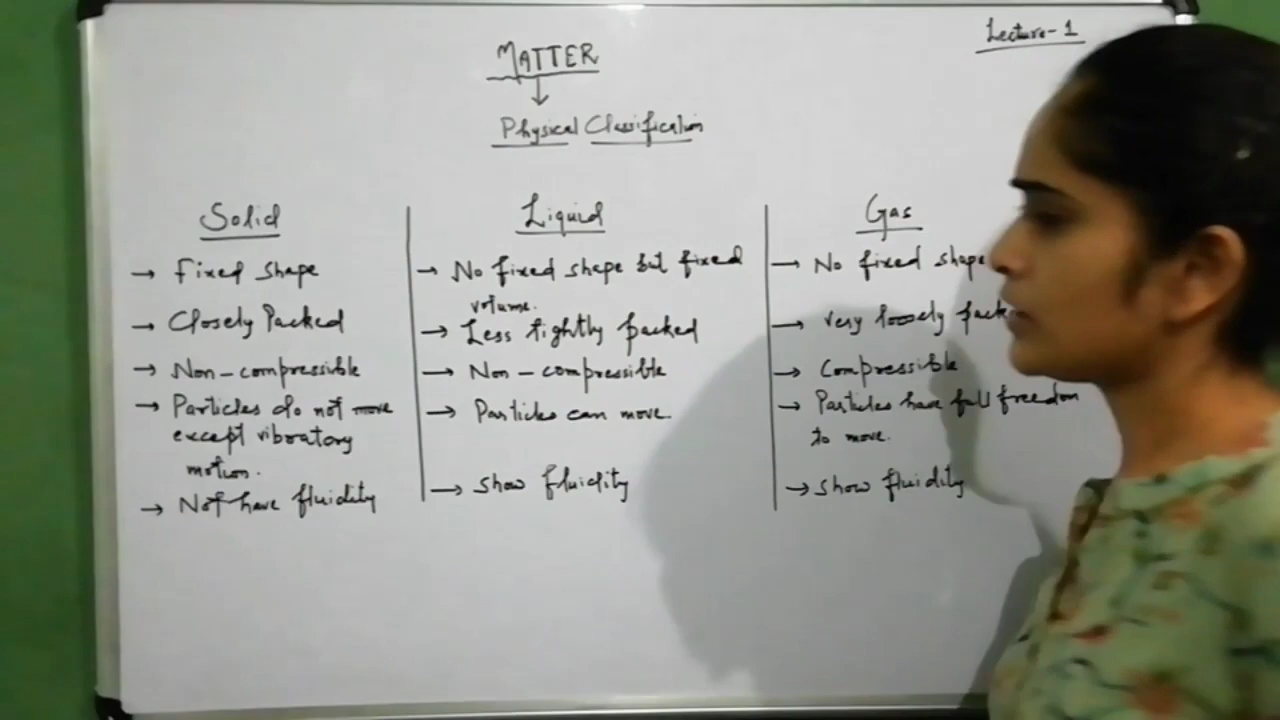 Lecture-1
MATTER
Physical Classification
Solid
→ Fixed shape
→ Closely Packed
→ Non-compressible
→ Particles do not move
except vibratory
motion.
→ Not have fluidity
Liquid
→ No fixed shape but fixed
volume.
→ Less tightly packed
→ Non-compressible
→ Particles can move.
→ Show fluidity
Gas
→ No fixed shape
→ Very loosely
→ Compressible
→ Particles have full freedom
to move.
→ Show fluidity